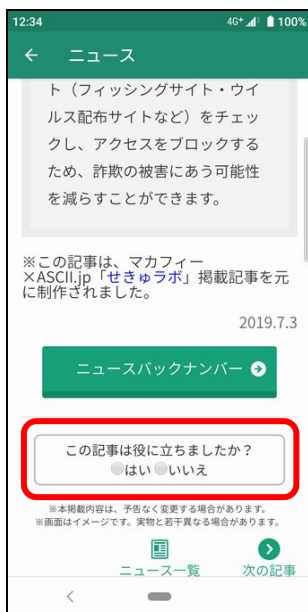 12:34 4G+ 100%
ニュース
ト（フィッシングサイト・ウイ
ルス配布サイトなど）をチェッ
クし、アクセスをブロックする
ため、詐欺の被害にあう可能性
を減らすことができます。
※この記事は、マカフィー
×ASCII.jp「せきゅラボ」掲載記事を元
に制作されました。
2019.7.3
ニュースバックナンバー
この記事は役に立ちましたか？
はい いいえ
※本掲載内容は、予告なく変更する場合があります。
※画面はイメージです。実物と若干異なる場合があります。
ニュース一覧 次の記事